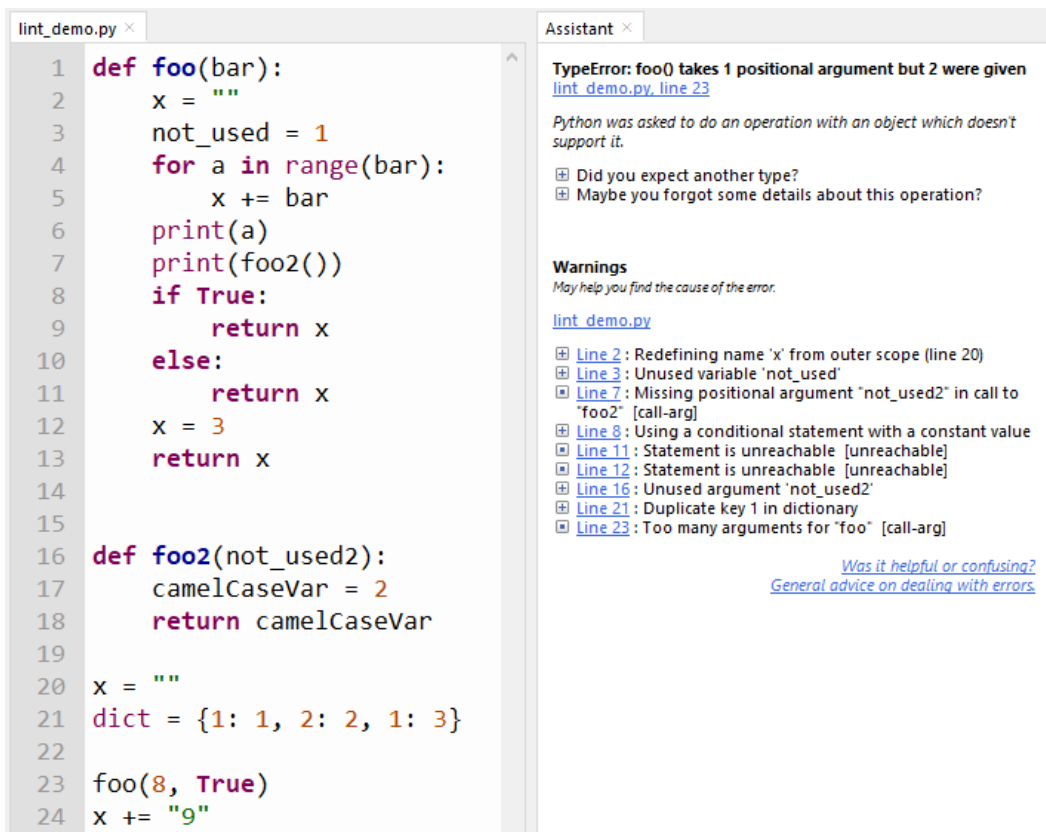 lint_demo.py ×
1 def foo(bar):
2     x = ""
3     not_used = 1
4     for a in range(bar):
5         x += bar
6     print(a)
7     print(foo2())
8     if True:
9         return x
10     else:
11         return x
12     x = 3
13     return x
14
15
16 def foo2(not_used2):
17     camelCaseVar = 2
18     return camelCaseVar
19
20 x = ""
21 dict = {1: 1, 2: 2, 1: 3}
22
23 foo(8, True)
24 x += "9"
Assistant ×
TypeError: foo() takes 1 positional argument but 2 were given
lint_demo.py, line 23
Python was asked to do an operation with an object which doesn't
support it.
Did you expect another type?
Maybe you forgot some details about this operation?
Warnings
May help you find the cause of the error.
lint_demo.py
Line 2 : Redefining name 'x' from outer scope (line 20)
Line 3 : Unused variable 'not_used'
Line 7 : Missing positional argument "not_used2" in call to
"foo2" [call-arg]
Line 8 : Using a conditional statement with a constant value
Line 11 : Statement is unreachable [unreachable]
Line 12 : Statement is unreachable [unreachable]
Line 16 : Unused argument 'not_used2'
Line 21 : Duplicate key 1 in dictionary
Line 23 : Too many arguments for "foo" [call-arg]
Was it helpful or confusing?
General advice on dealing with errors.